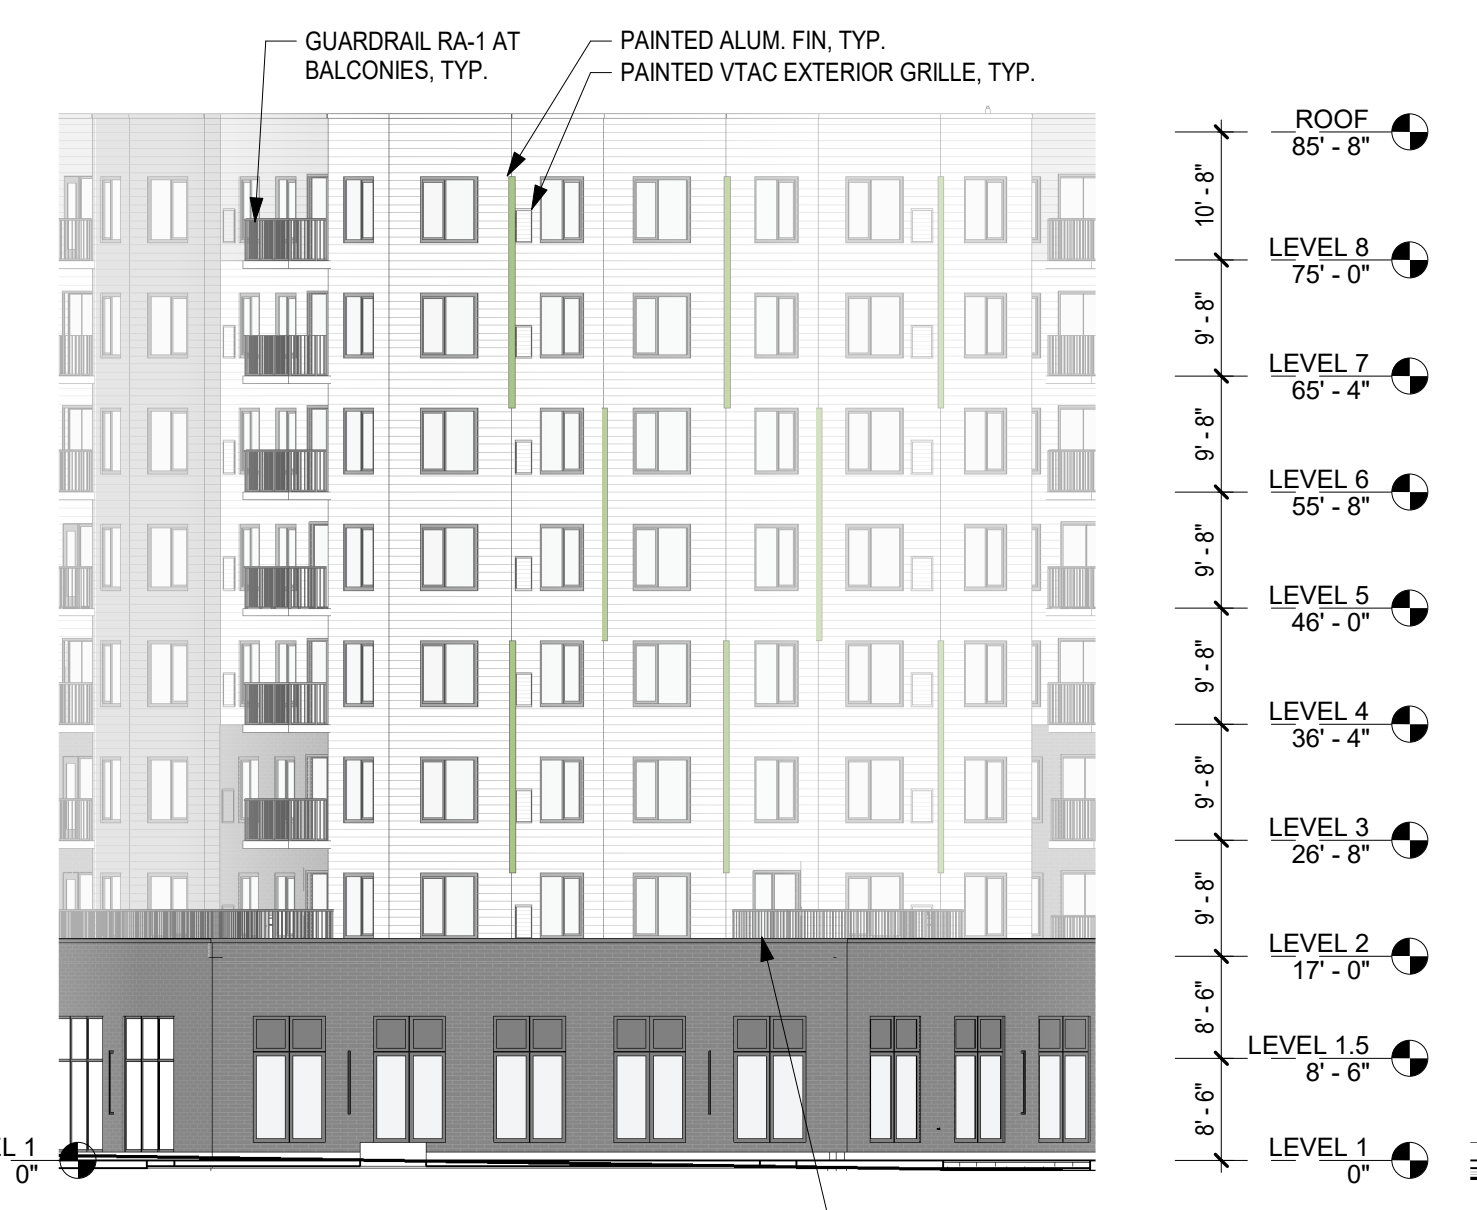 GUARDRAIL RA-1 AT
BALCONIES, TYP.
PAINTED ALUM. FIN, TYP.
PAINTED VTAC EXTERIOR GRILLE, TYP.
ROOF
85' - 8"
10' - 8"
LEVEL 8
75' - 0"
9' - 8"
LEVEL 7
65' - 4"
9' - 8"
LEVEL 6
55' - 8"
9' - 8"
LEVEL 5
46' - 0"
9' - 8"
LEVEL 4
36' - 4"
9' - 8"
LEVEL 3
26' - 8"
9' - 8"
LEVEL 2
17' - 0"
8' - 6"
LEVEL 1.5
8' - 6"
8' - 6"
LEVEL 1
0"
EL 1
0"